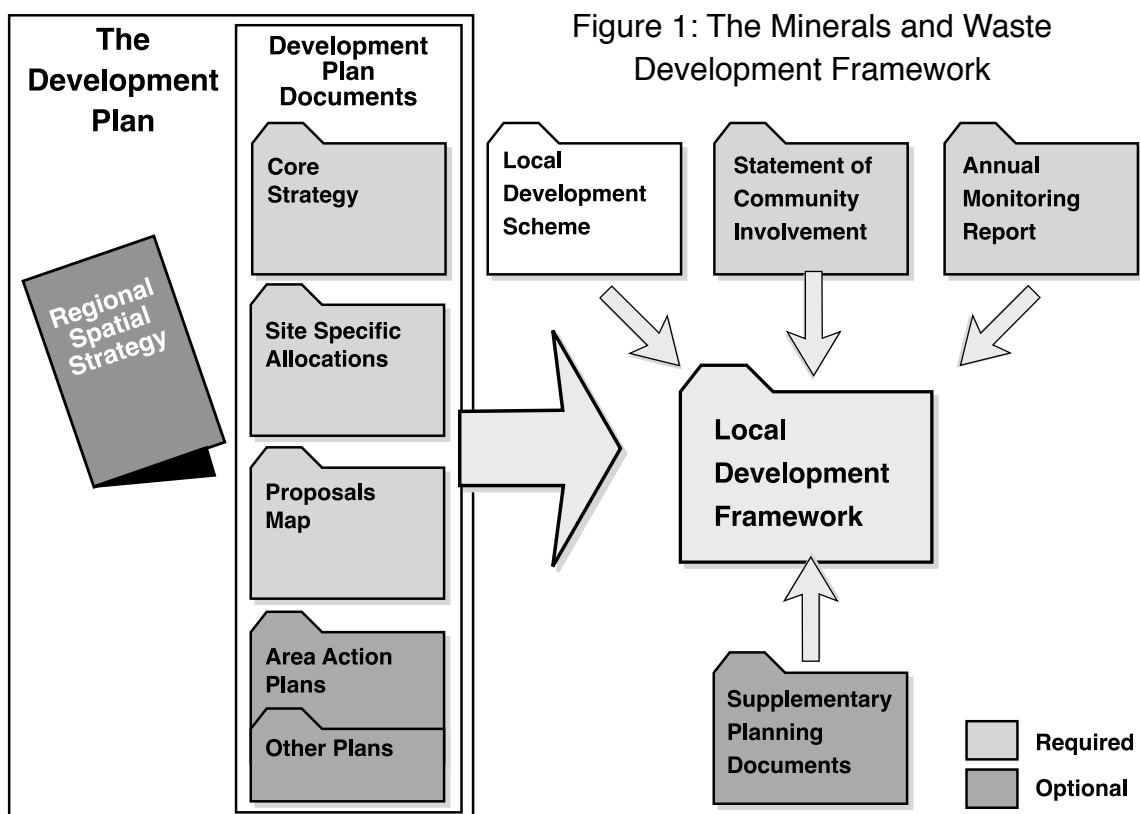 Figure 1: The Minerals and Waste
Development Framework
The
Development
Plan
Regional
Spatial
Strategy
Development
Plan
Documents
Core
Strategy
Site Specific
Allocations
Proposals
Map
Area Action
Plans
Other Plans
Local
Development
Scheme
Statement of
Community
Involvement
Annual
Monitoring
Report
Local
Development
Framework
Supplementary
Planning
Documents
Required
Optional